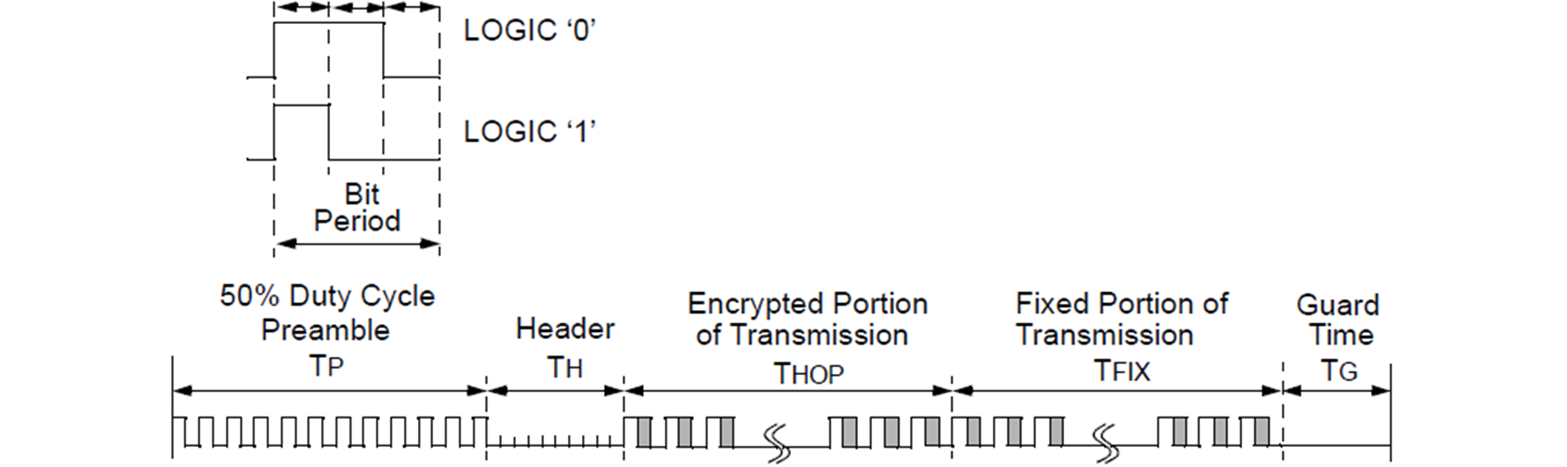 LOGIC ‘0’
LOGIC ‘1’
Bit
Period
50% Duty Cycle
Preamble
TP
Header
TH
Encrypted Portion
of Transmission
THOP
Fixed Portion of
Transmission
TFIX
Guard
Time
TG